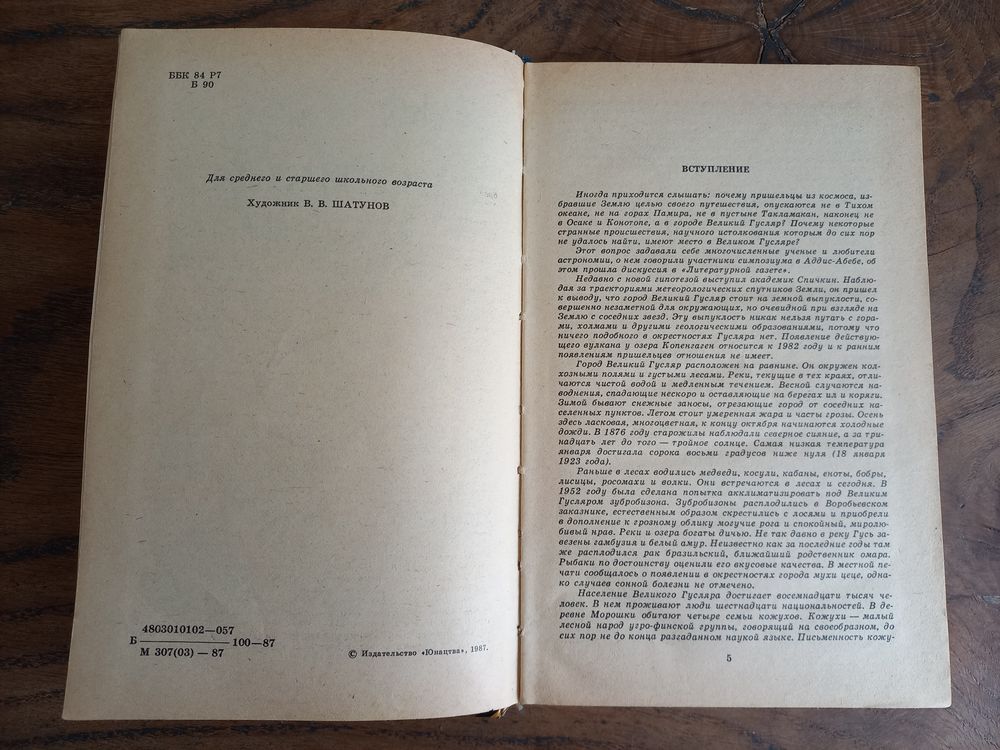 ББК 84 Р7
Б 90
Для среднего и старшего школьного возраста
Художник В. В. ШАТУНОВ
4803010102—057
Б ——— 100—87
М 307(03) — 87
© Издательство «Юнацтва», 1987.
ВСТУПЛЕНИЕ
Иногда приходится слышать: почему пришельцы из космоса, из-
бравшие Землю целью своего путешествия, опускаются не в Тихом
океане, не на горах Памира, не в пустыне Такламакан, наконец не
в Осаке и Конотопе, а в городе Великий Гусляр? Почему некоторые
странные происшествия, научного истолкования которым до сих пор
не удалось найти, имеют место в Великом Гусляре?
Этот вопрос задавали себе многочисленные ученые и любители
астрономии, о нем говорили участники симпозиума в Аддис-Абебе, об
этом прошла дискуссия в «Литературной газете».
Недавно с новой гипотезой выступил академик Спичкин. Наблю-
дая за траекториями метеорологических спутников Земли, он пришел
к выводу, что город Великий Гусляр стоит на земной выпуклости, со-
вершенно незаметной для окружающих, но очевидной при взгляде на
Землю с соседних звезд. Эту выпуклость никак нельзя путать с гора-
ми, холмами и другими геологическими образованиями, потому что
ничего подобного в окрестностях Гусляра нет. Появление действую-
щего вулкана у озера Копенгаген относится к 1982 году и к ранним
появлениям пришельцев отношения не имеет.
Город Великий Гусляр расположен на равнине. Он окружен кол-
хозными полями и густыми лесами. Реки, текущие в тех краях, отли-
чаются чистой водой и медленным течением. Весной случаются на-
воднения, спадающие нескоро и оставляющие на берегах ил и коряги.
Зимой бывают снежные заносы, отрезающие город от соседних на-
селенных пунктов. Летом стоит умеренная жара и часты грозы. Осень
здесь ласковая, многоцветная, к концу октября начинаются холодные
дожди. В 1876 году старожилы наблюдали северное сияние, а за три-
надцать лет до того — тройное солнце. Самая низкая температура
января достигала сорока восьми градусов ниже нуля (18 января
1923 года).
Раньше в лесах водились медведи, косули, кабаны, еноты, бобры,
лисицы, росомахи и волки. Они встречаются в лесах и сегодня. В
1952 году была сделана попытка акклиматизировать под Великим
Гусляром зубробизона. Зубробизоны расплодились в Воробьевском
заказнике, естественным образом скрестились с лосями и приобрели
в дополнение к грозному облику могучие рога и спокойный, миролю-
бивый нрав. Реки и озера богаты дичью. Не так давно в реку Гусь за-
везены гамбузия и белый амур. Неизвестно как за последние годы там
же расплодился рак бразильский, ближайший родственник омара.
Рыбаки по достоинству оценили его вкусовые качества. В местной пе-
чати сообщалось о появлении в окрестностях города мухи цеце, одна-
ко случаев сонной болезни не отмечено.
Население Великого Гусляра достигает восемнадцати тысяч че-
ловек. В нем проживают люди шестнадцати национальностей. В де-
ревне Морошки обитают четыре семьи кожухов. Кожухи — малый
лесной народ угро-финской группы, говорящий на своеобразном, до
сих пор не до конца разгаданном наукой языке. Письменность кожу-
5